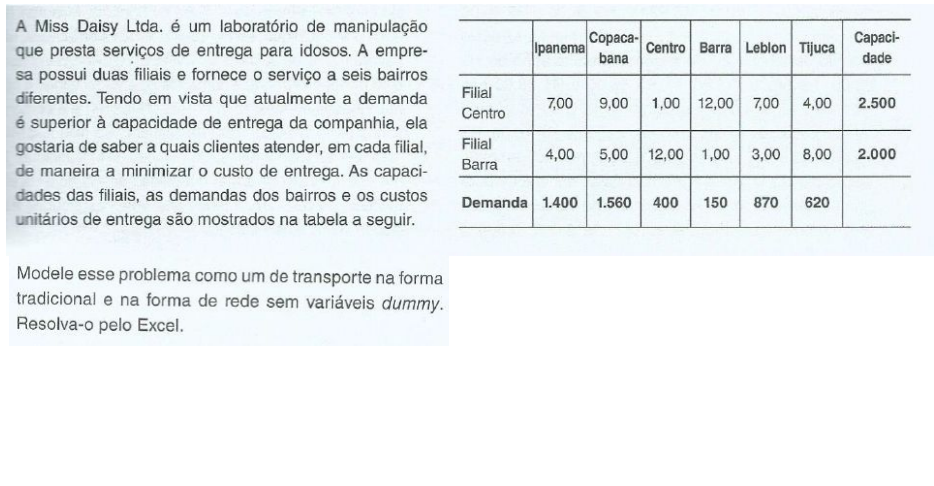 A Miss Daisy Ltda. é um laboratório de manipulação
que presta serviços de entrega para idosos. A empre-
sa possui duas filiais e fornece o serviço a seis bairros
diferentes. Tendo em vista que atualmente a demanda
é superior à capacidade de entrega da companhia, ela
gostaria de saber a quais clientes atender, em cada filial,
de maneira a minimizar o custo de entrega. As capaci-
dades das filiais, as demandas dos bairros e os custos
unitários de entrega são mostrados na tabela a seguir.
Ipanema Copaca-bana Centro Barra Leblon Tijuca Capaci-dade
Filial Centro 7,00 9,00 1,00 12,00 7,00 4,00 2.500
Filial Barra 4,00 5,00 12,00 1,00 3,00 8,00 2.000
Demanda 1.400 1.560 400 150 870 620
Modele esse problema como um de transporte na forma
tradicional e na forma de rede sem variáveis dummy.
Resolva-o pelo Excel.